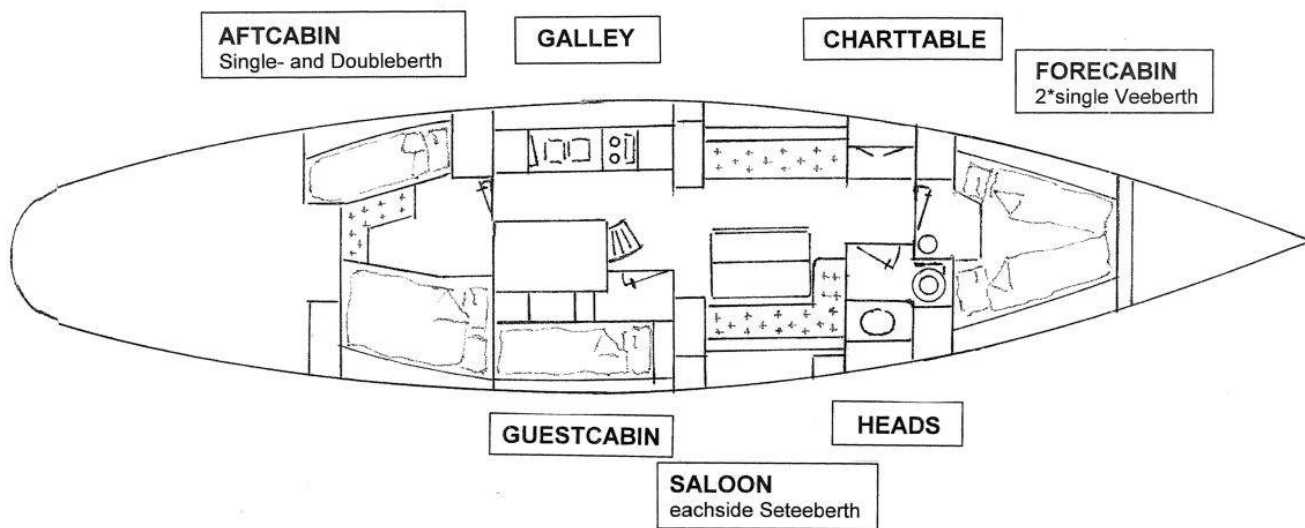 AFTCABIN
Single- and Doubleberth
GALLEY
CHARTTABLE
FORECABIN
2*single Veeberth
GUESTCABIN
HEADS
SALOON
eachside Seteeberth